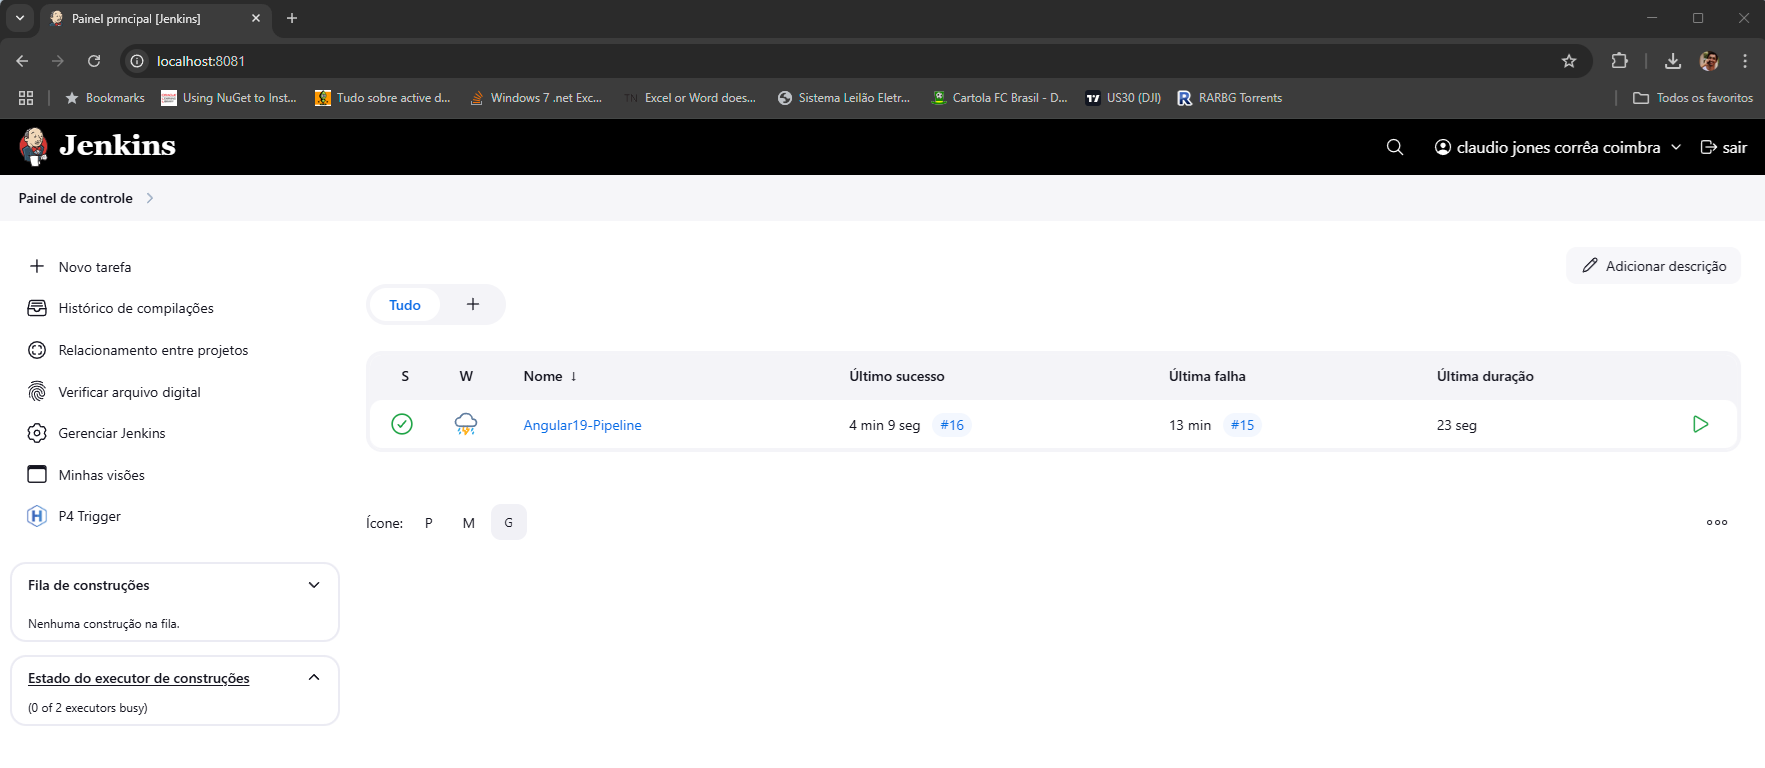 Painel principal [Jenkins]
localhost:8081
Bookmarks Using NuGet to Inst... Tudo sobre active d... Windows 7 .net Exc... TN Excel or Word does... Sistema Leilão Eletr... Cartola FC Brasil - D... US30 (DJI) RARBG Torrents Todos os favoritos
Jenkins claudio jones corrêa coimbra sair
Painel de controle
Novo tarefa
Histórico de compilações
Relacionamento entre projetos
Verificar arquivo digital
Gerenciar Jenkins
Minhas visões
P4 Trigger
Fila de construções
Nenhuma construção na fila.
Estado do executor de construções
(0 of 2 executors busy)
Adicionar descrição
Tudo
S W Nome ↓ Último sucesso Última falha Última duração
Angular19-Pipeline 4 min 9 seg #16 13 min #15 23 seg
Ícone: P M G